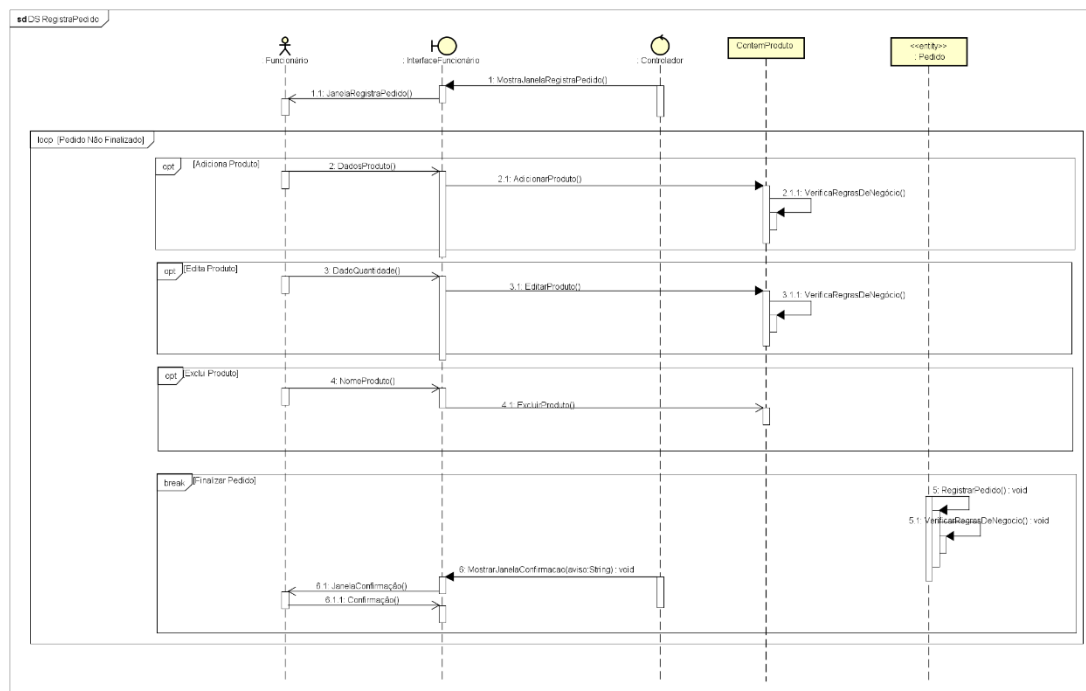 sd DS RegistraPedido
Funcionário
: InterfaceFuncionário
: Controlador
ContemProduto
<<entity>>
: Pedido
1: MostraJanelaRegistraPedido()
1.1: JanelaRegistraPedido()
loop [Pedido Não Finalizado]
opt [Adiciona Produto]
2: DadosProduto()
2.1: AdicionarProduto()
2.1.1: VerificaRegrasDeNegócio()
opt [Edita Produto]
3: DadoQuantidade()
3.1: EditarProduto()
3.1.1: VerificaRegrasDeNegócio()
opt [Exclui Produto]
4: NomeProduto()
4.1: ExcluirProduto()
break [Finalizar Pedido]
5: RegistrarPedido() : void
5.1: VerificarRegrasDeNegocio() : void
6: MostrarJanelaConfirmacao(aviso:String) : void
6.1: JanelaConfirmação()
6.1.1: Confirmação()